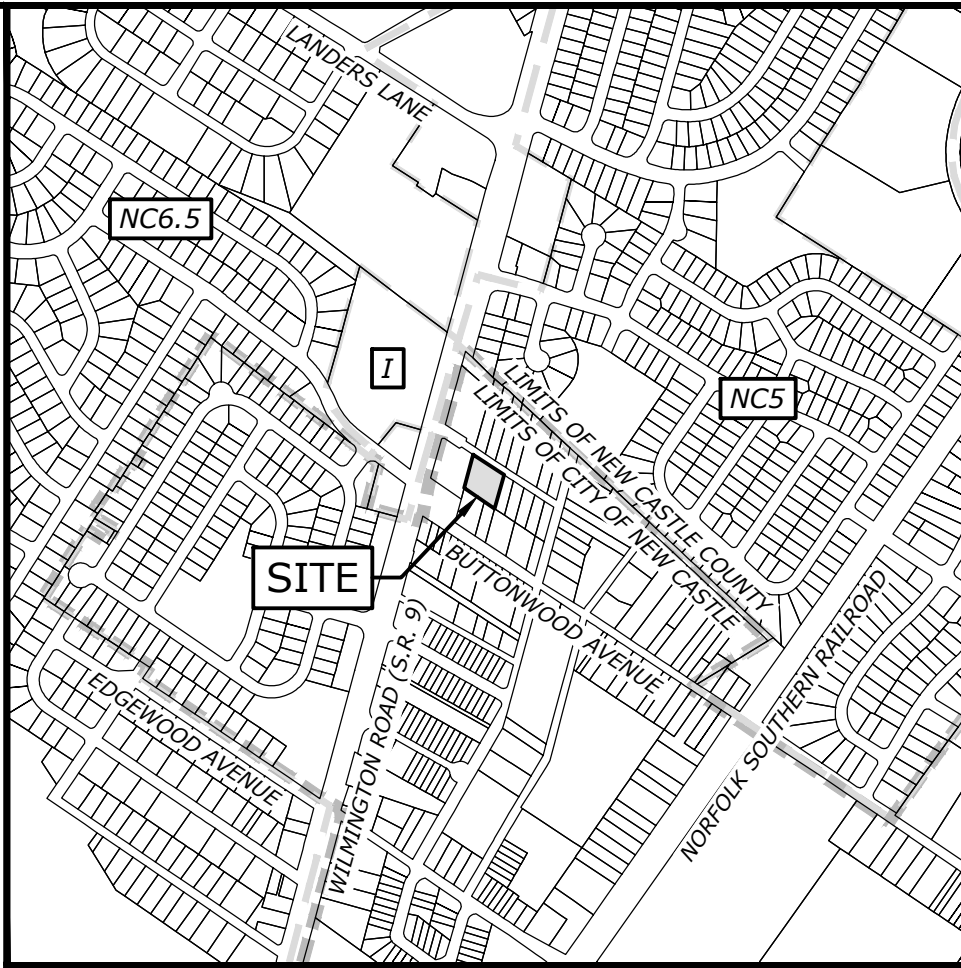 LANDERS LANE
NC6.5
I
NC5
LIMITS OF NEW CASTLE COUNTY
LIMITS OF CITY OF NEW CASTLE
SITE
BUTTONWOOD AVENUE
WILMINGTON ROAD (S.R. 9)
EDGEWOOD AVENUE
NORFOLK SOUTHERN RAILROAD